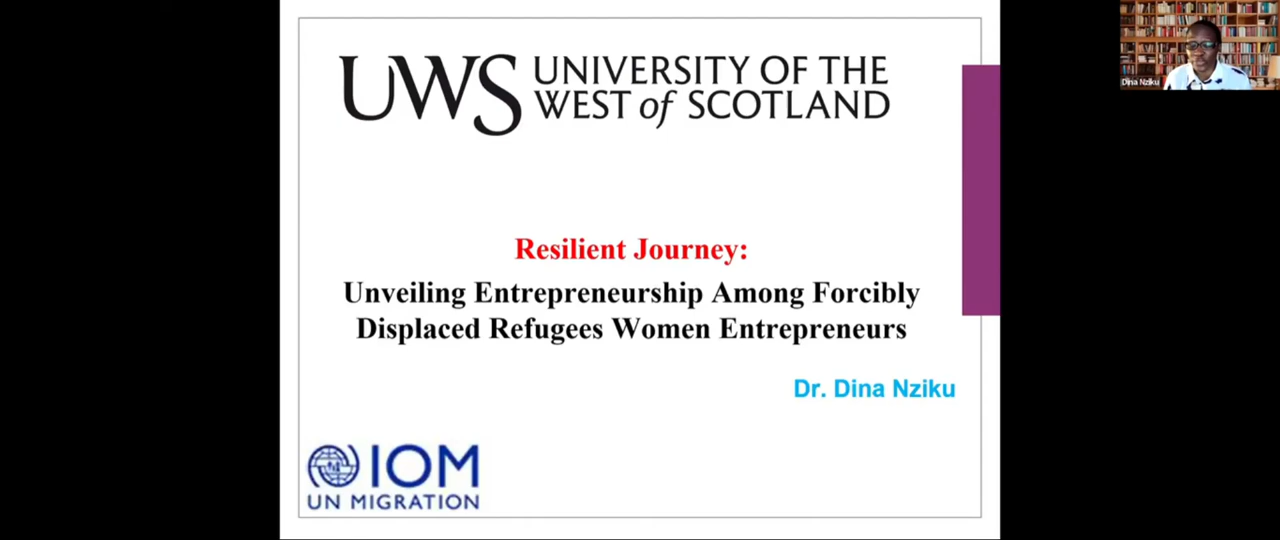 UWS UNIVERSITY OF THE
WEST of SCOTLAND
Resilient Journey:
Unveiling Entrepreneurship Among Forcibly
Displaced Refugees Women Entrepreneurs
Dr. Dina Nziku
IOM
UN MIGRATION
Dina Nziku